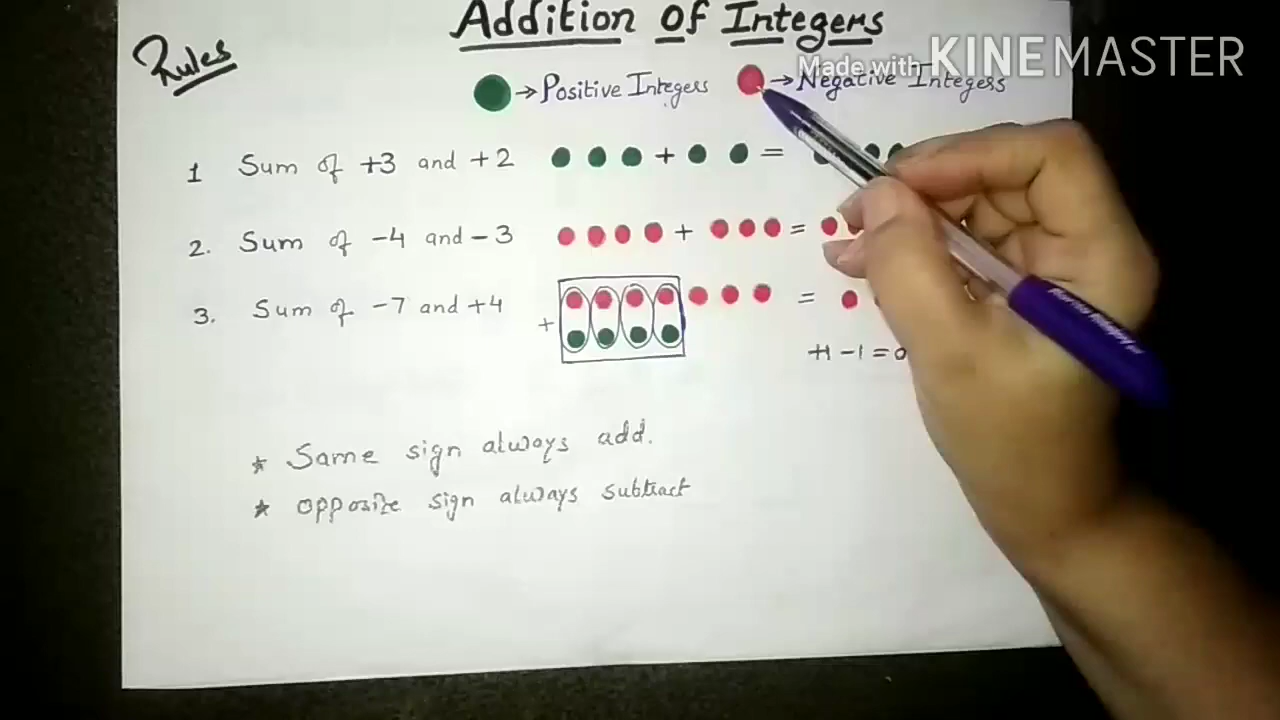 Addition of Integers
Rules
Made with KINEMASTER
→ Positive Integers → Negative Integers
1 Sum of +3 and +2 + =
2. Sum of -4 and -3 + =
3. Sum of -7 and +4 + =
+1 -1 = 0
* Same sign always add.
* opposite sign always subtract